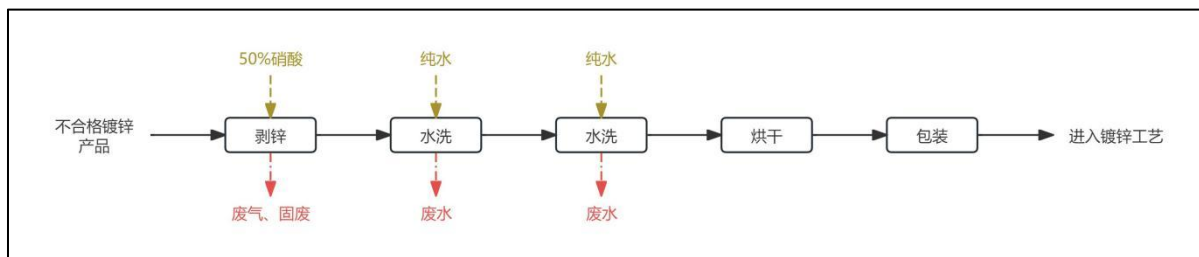 50%硝酸
纯水
纯水
不合格镀锌
产品
剥锌
水洗
水洗
烘干
包装
进入镀锌工艺
废气、固废
废水
废水